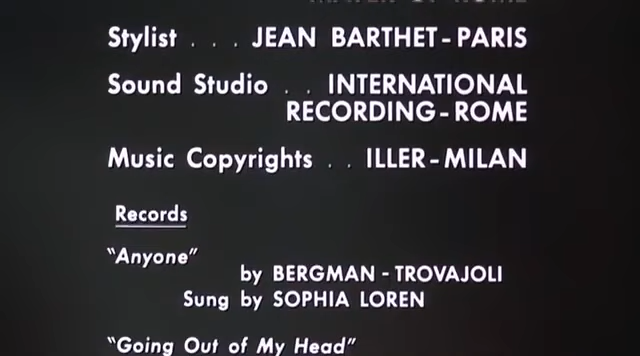 Stylist . . . JEAN BARTHET - PARIS
Sound Studio . . INTERNATIONAL
RECORDING - ROME
Music Copyrights . . ILLER - MILAN
Records
“Anyone”
by BERGMAN - TROVAJOLI
Sung by SOPHIA LOREN
“Going Out of My Head”